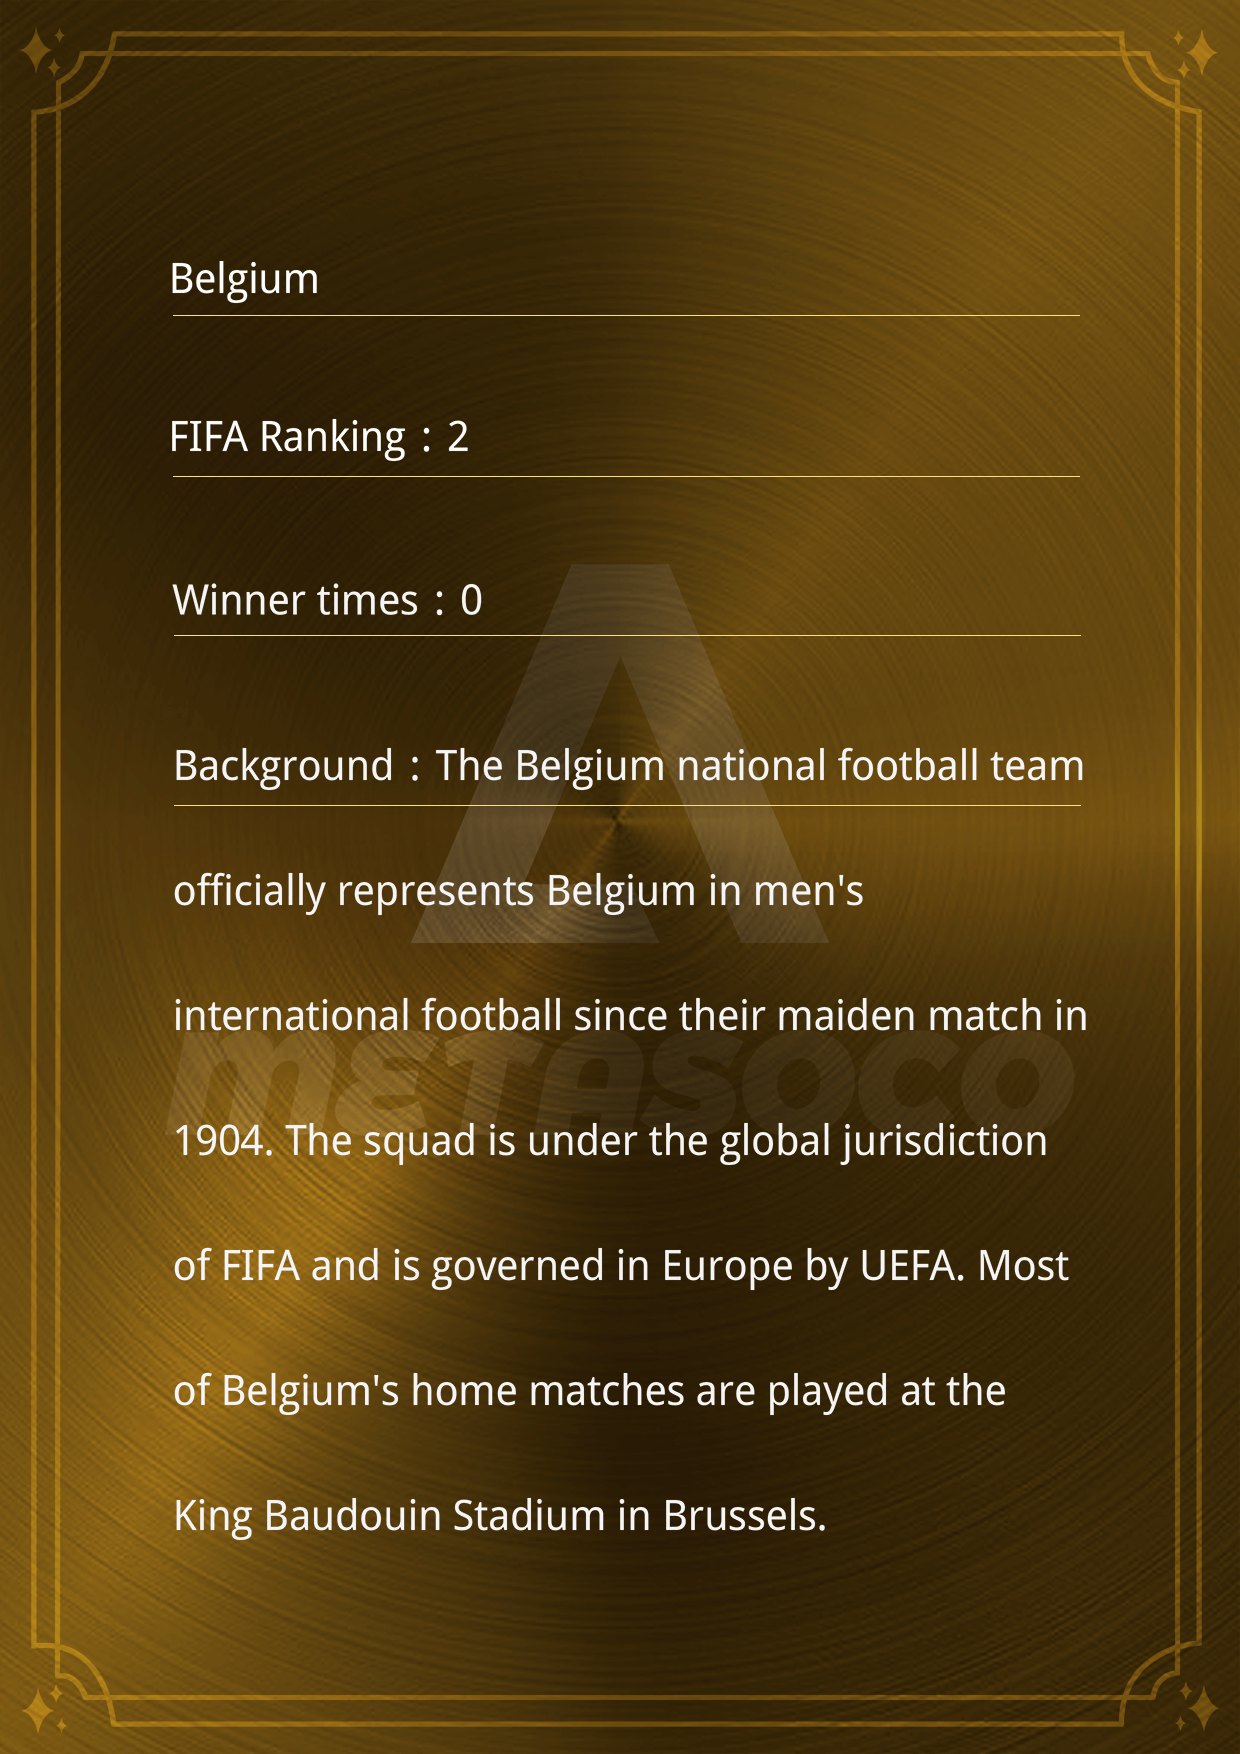 Belgium
FIFA Ranking：2
Winner times：0
Background：The Belgium national football team
officially represents Belgium in men's
international football since their maiden match in
METASOCO
1904. The squad is under the global jurisdiction
of FIFA and is governed in Europe by UEFA. Most
of Belgium's home matches are played at the
King Baudouin Stadium in Brussels.